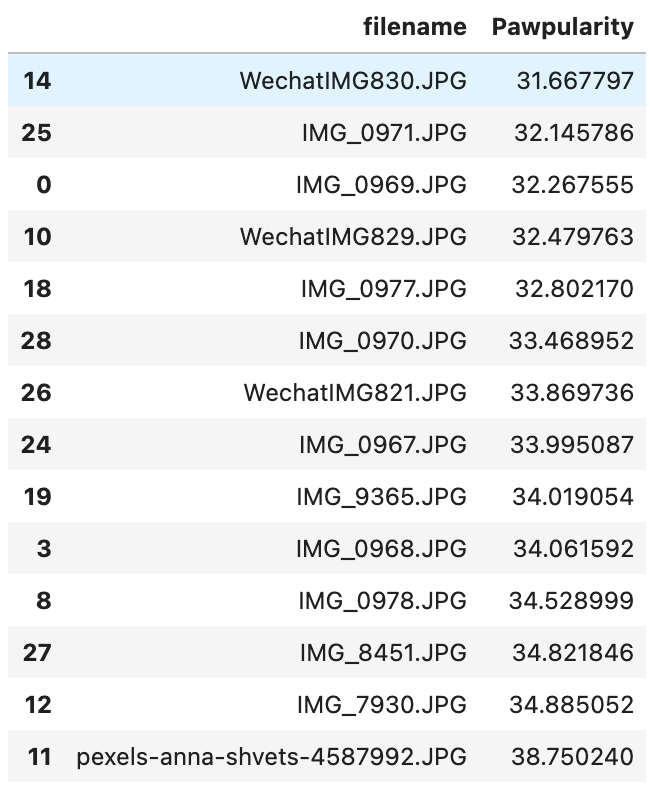 filename Pawpularity
14 WechatIMG830.JPG 31.667797
25 IMG_0971.JPG 32.145786
0 IMG_0969.JPG 32.267555
10 WechatIMG829.JPG 32.479763
18 IMG_0977.JPG 32.802170
28 IMG_0970.JPG 33.468952
26 WechatIMG821.JPG 33.869736
24 IMG_0967.JPG 33.995087
19 IMG_9365.JPG 34.019054
3 IMG_0968.JPG 34.061592
8 IMG_0978.JPG 34.528999
27 IMG_8451.JPG 34.821846
12 IMG_7930.JPG 34.885052
11 pexels-anna-shvets-4587992.JPG 38.750240